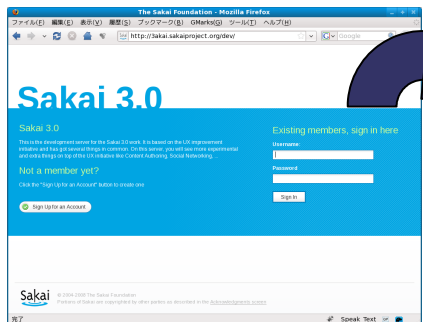 The Sakai Foundation - Mozilla Firefox
ファイル(F) 編集(E) 表示(V) 履歴(S) ブックマーク(B) GMarks(G) ツール(T) ヘルプ(H)
http://3akai.sakaiproject.org/dev/
Google
Sakai 3.0
Sakai 3.0
This is the development server for the Sakai 3.0 work. It is based on the UX improvement
initiative and has got several things in common. On this server, you will see more experimental
and extra things on top of the UX Initiative like Content Authoring, Social Networking, ...
Not a member yet?
Click the "Sign Up for an Account" button to create one
Sign Up for an Account
Existing members, sign in here
Username:
Password
Sign In
Sakai
© 2004-2008 The Sakai Foundation
Portions of Sakai are copyrighted by other parties as described in the Acknowledgments screen
完了
Speak Text